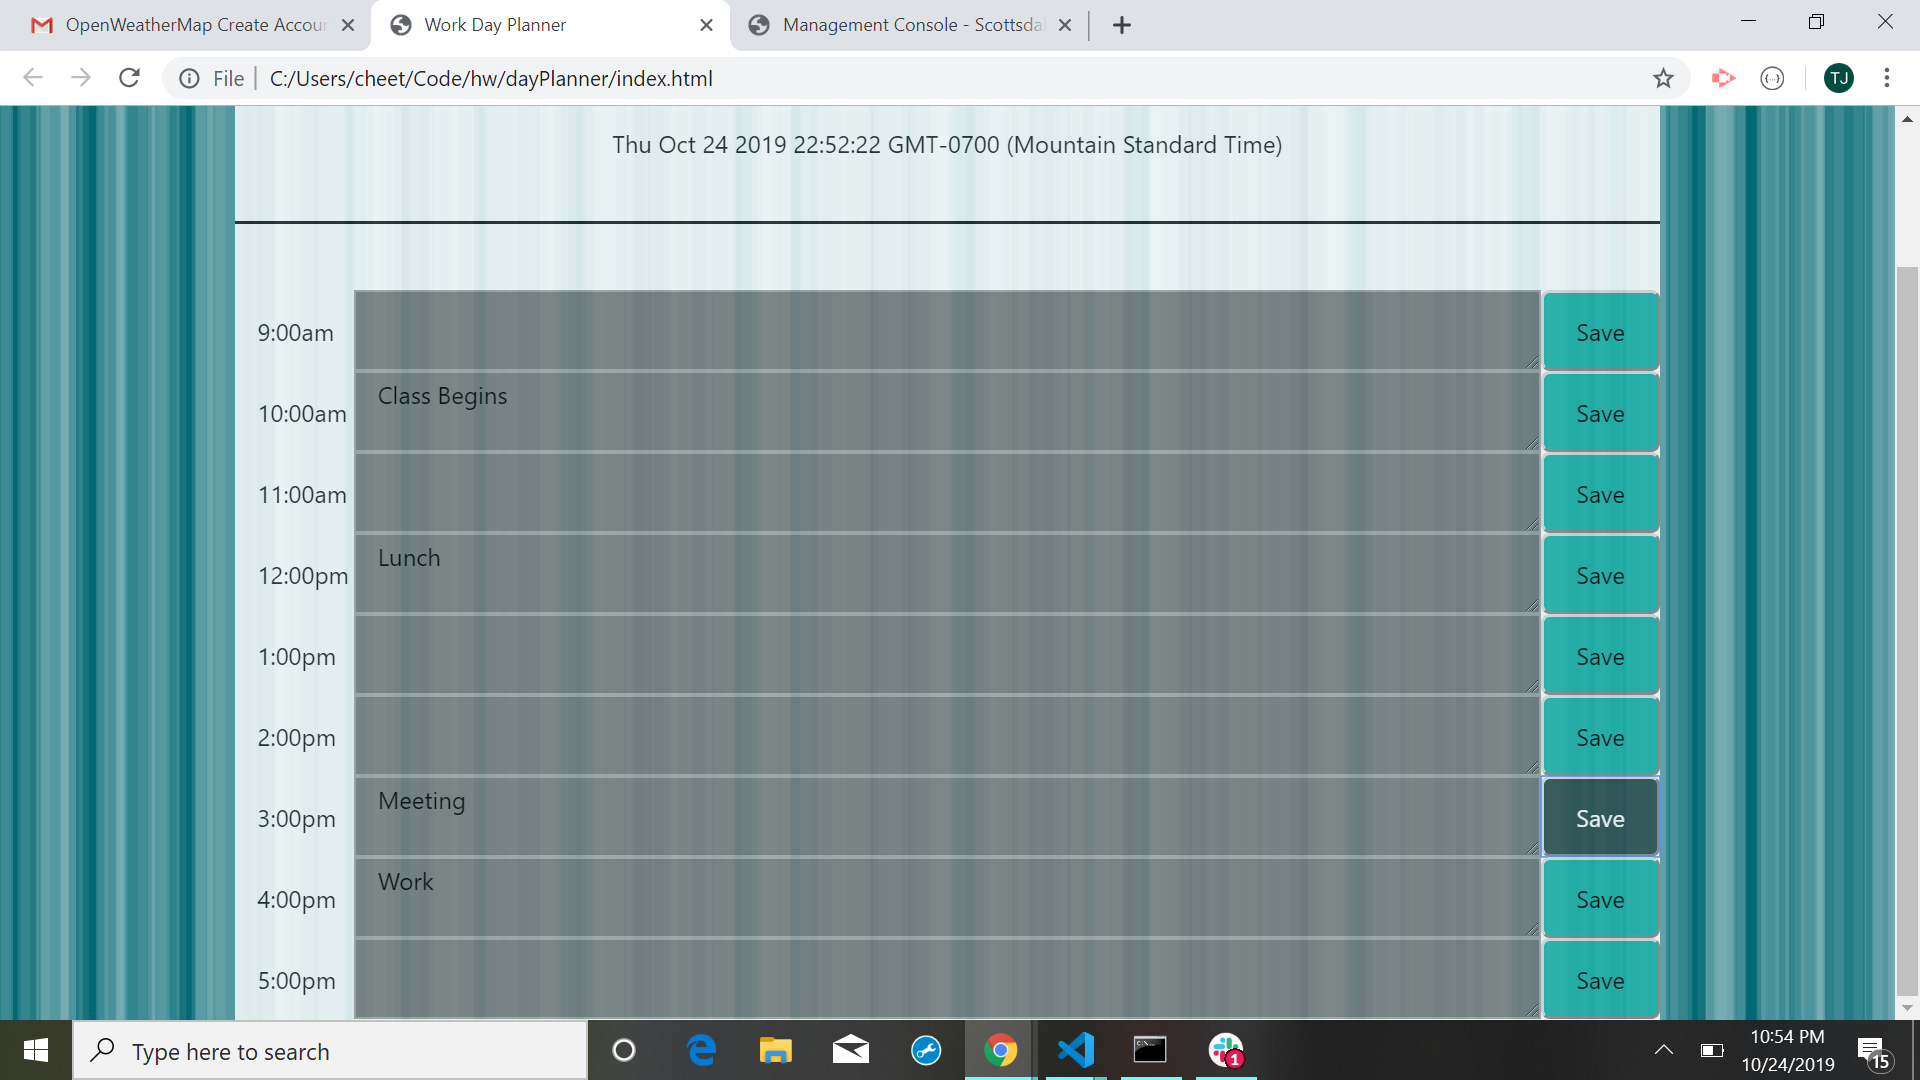 OpenWeatherMap Create Accour
Work Day Planner
Management Console - Scottsda
File
C:/Users/cheet/Code/hw/dayPlanner/index.html
TJ
Thu Oct 24 2019 22:52:22 GMT-0700 (Mountain Standard Time)
9:00am Save
10:00am Class Begins Save
11:00am Save
12:00pm Lunch Save
1:00pm Save
2:00pm Save
3:00pm Meeting Save
4:00pm Work Save
5:00pm Save
Type here to search
1
10:54 PM
10/24/2019
15